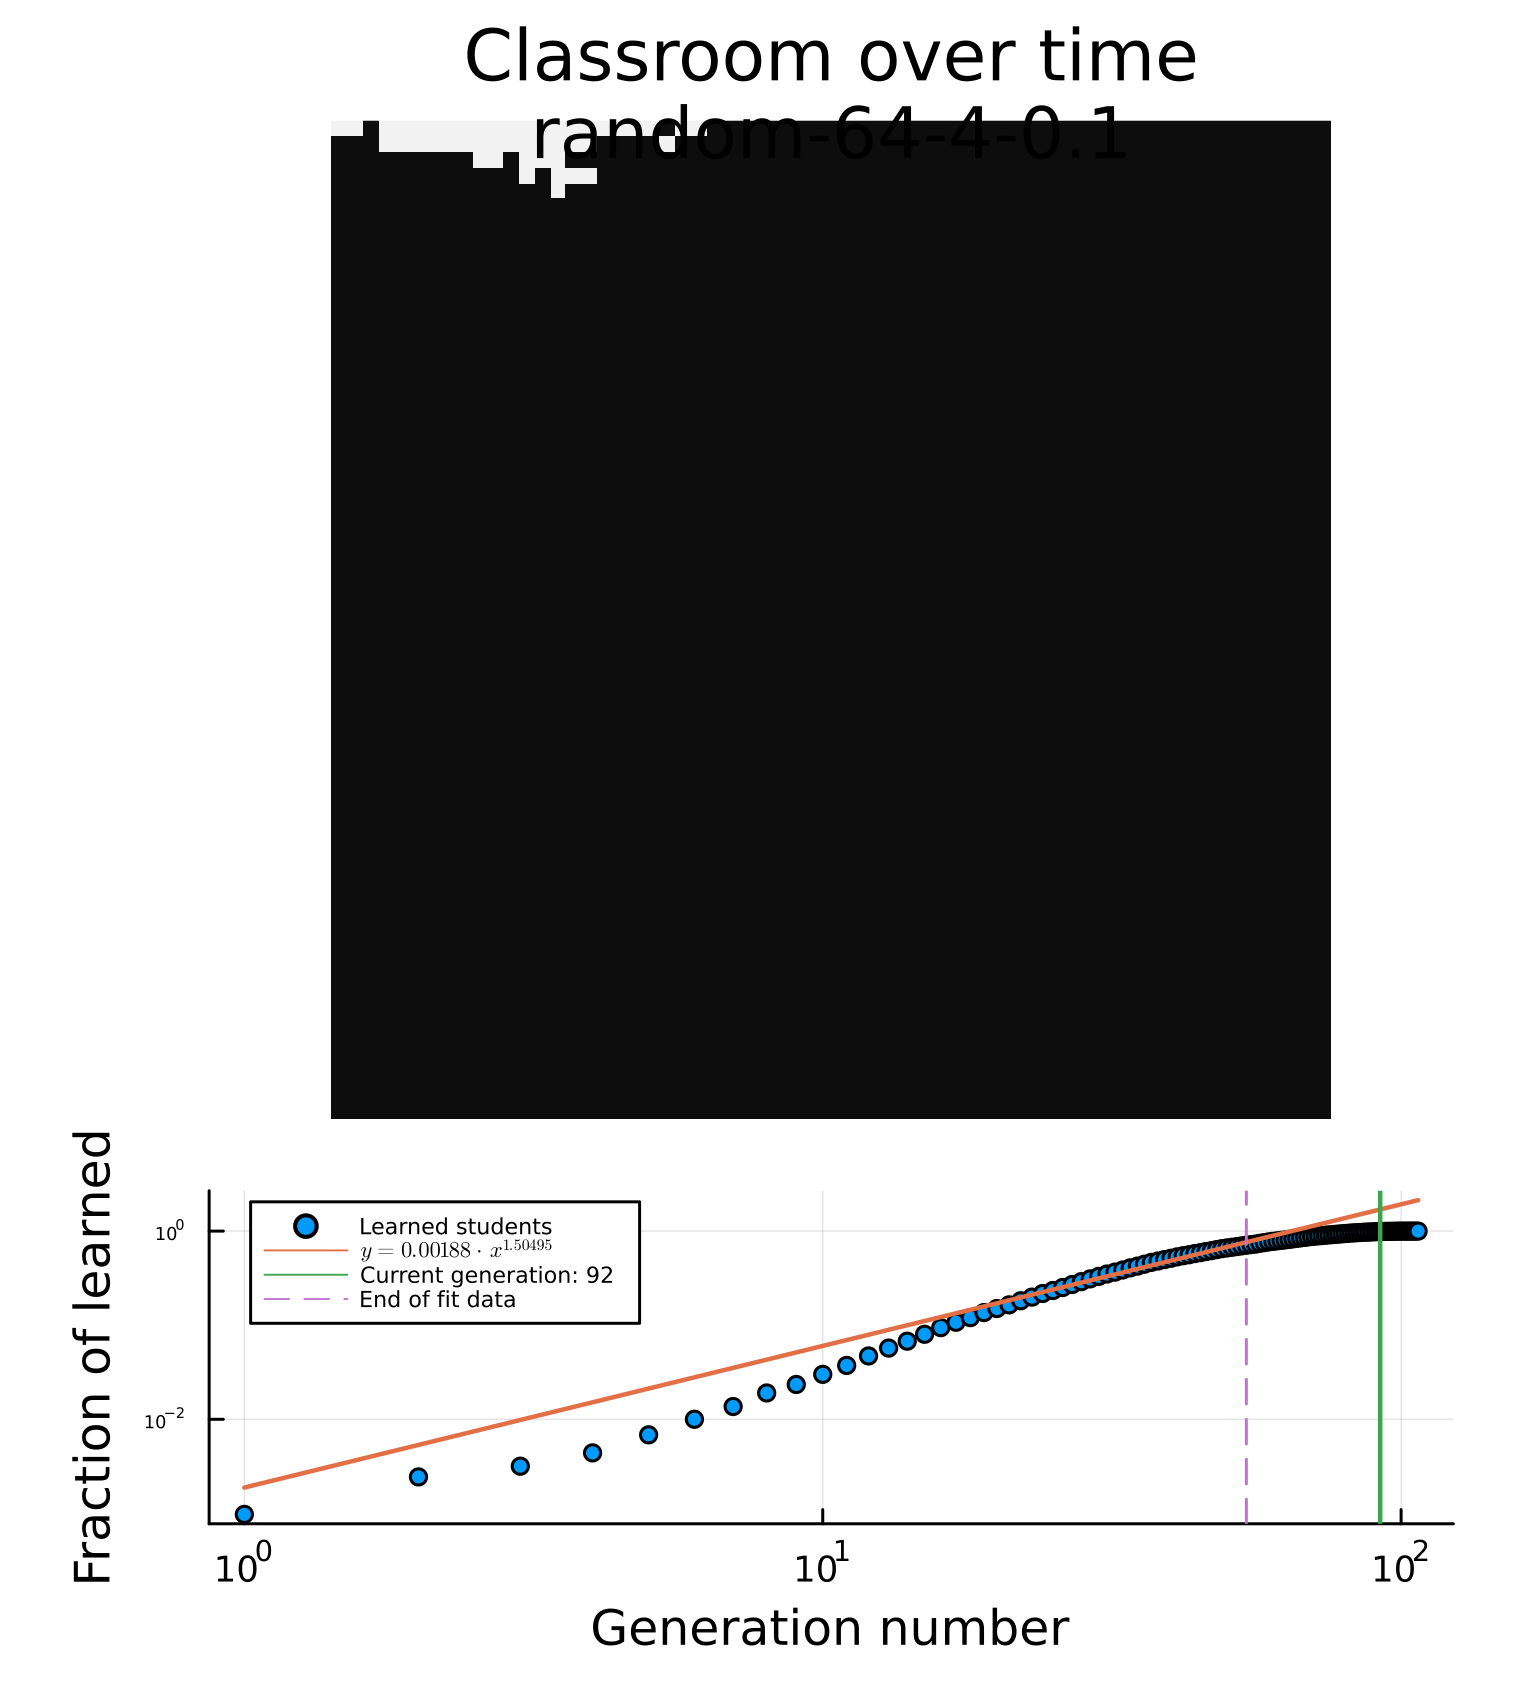 Classroom over time
random-64-4-0.1
Fraction of learned
10⁰
10⁻²
Learned students
y = 0.00188 · x^1.50495
Current generation: 92
End of fit data
10⁰ 10¹ 10²
Generation number